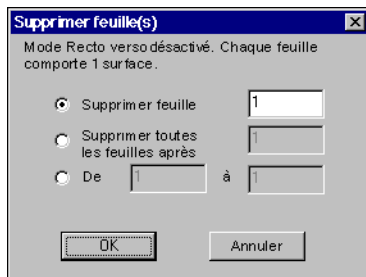 Supprimer feuille(s)
Mode Recto verso désactivé. Chaque feuille
comporte 1 surface.
Supprimer feuille 1
Supprimer toutes
les feuilles après 1
De 1 à 1
OK Annuler